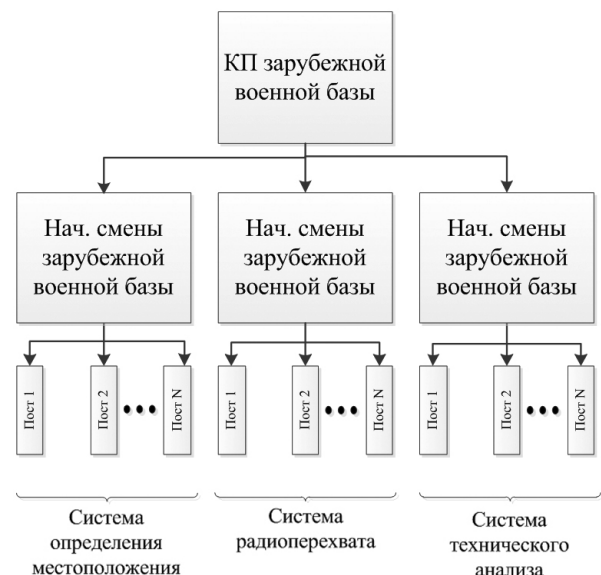 КП зарубежной
военной базы
Нач. смены
зарубежной
военной базы
Нач. смены
зарубежной
военной базы
Нач. смены
зарубежной
военной базы
Пост 1
Пост 2
Пост N
Пост 1
Пост 2
Пост N
Пост 1
Пост 2
Пост N
Система
определения
местоположения
Система
радиоперехвата
Система
технического
анализа